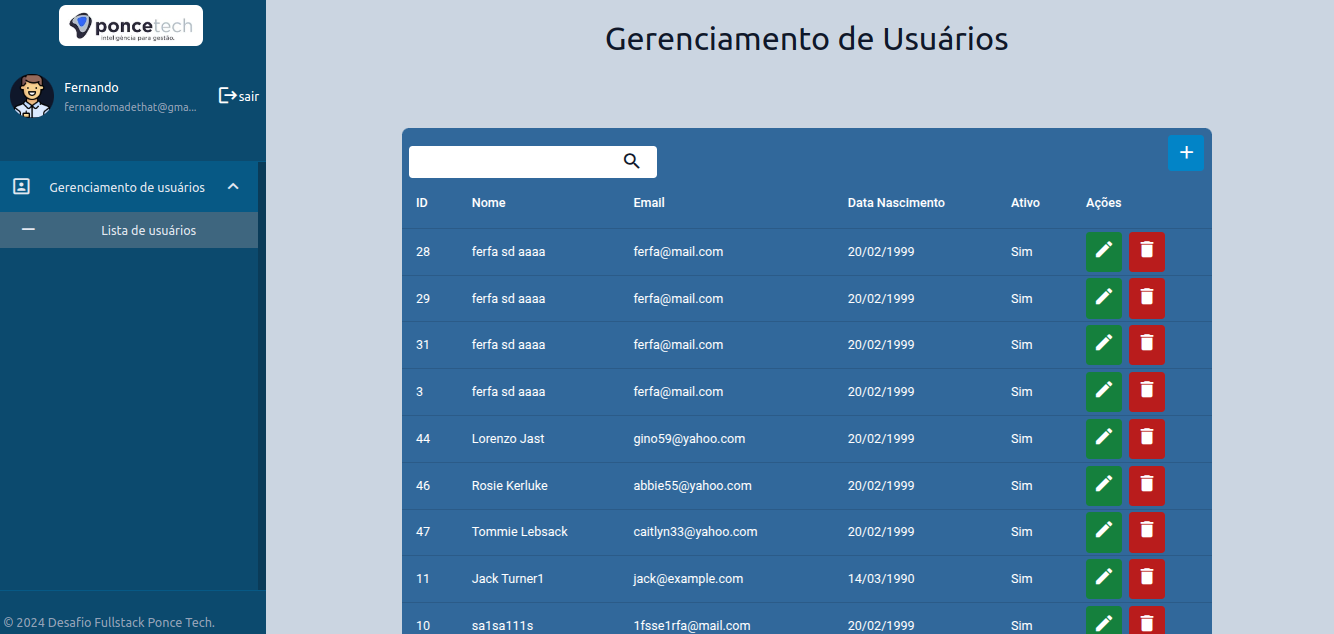 poncetech
inteligência para gestão.
Fernando
fernandomadethat@gma...
sair
Gerenciamento de usuários
Lista de usuários
© 2024 Desafio Fullstack Ponce Tech.
Gerenciamento de Usuários
+
ID Nome Email Data Nascimento Ativo Ações
28 ferfa sd aaaa ferfa@mail.com 20/02/1999 Sim
29 ferfa sd aaaa ferfa@mail.com 20/02/1999 Sim
31 ferfa sd aaaa ferfa@mail.com 20/02/1999 Sim
3 ferfa sd aaaa ferfa@mail.com 20/02/1999 Sim
44 Lorenzo Jast gino59@yahoo.com 20/02/1999 Sim
46 Rosie Kerluke abbie55@yahoo.com 20/02/1999 Sim
47 Tommie Lebsack caitlyn33@yahoo.com 20/02/1999 Sim
11 Jack Turner1 jack@example.com 14/03/1990 Sim
10 sa1sa111s 1fsse1rfa@mail.com 20/02/1999 Sim